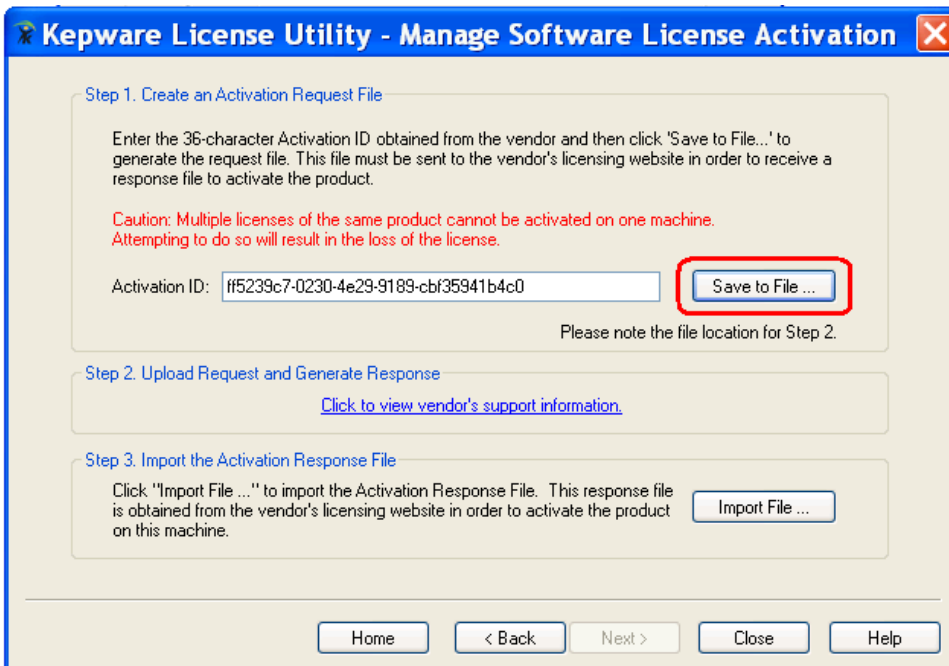 Kepware License Utility - Manage Software License Activation
Step 1. Create an Activation Request File
Enter the 36-character Activation ID obtained from the vendor and then click 'Save to File...' to
generate the request file. This file must be sent to the vendor's licensing website in order to receive a
response file to activate the product.
Caution: Multiple licenses of the same product cannot be activated on one machine.
Attempting to do so will result in the loss of the license.
Activation ID: ff5239c7-0230-4e29-9189-cbf35941b4c0 Save to File ...
Please note the file location for Step 2.
Step 2. Upload Request and Generate Response
Click to view vendor's support information.
Step 3. Import the Activation Response File
Click "Import File ..." to import the Activation Response File. This response file
is obtained from the vendor's licensing website in order to activate the product
on this machine.
Import File ...
Home < Back Next > Close Help